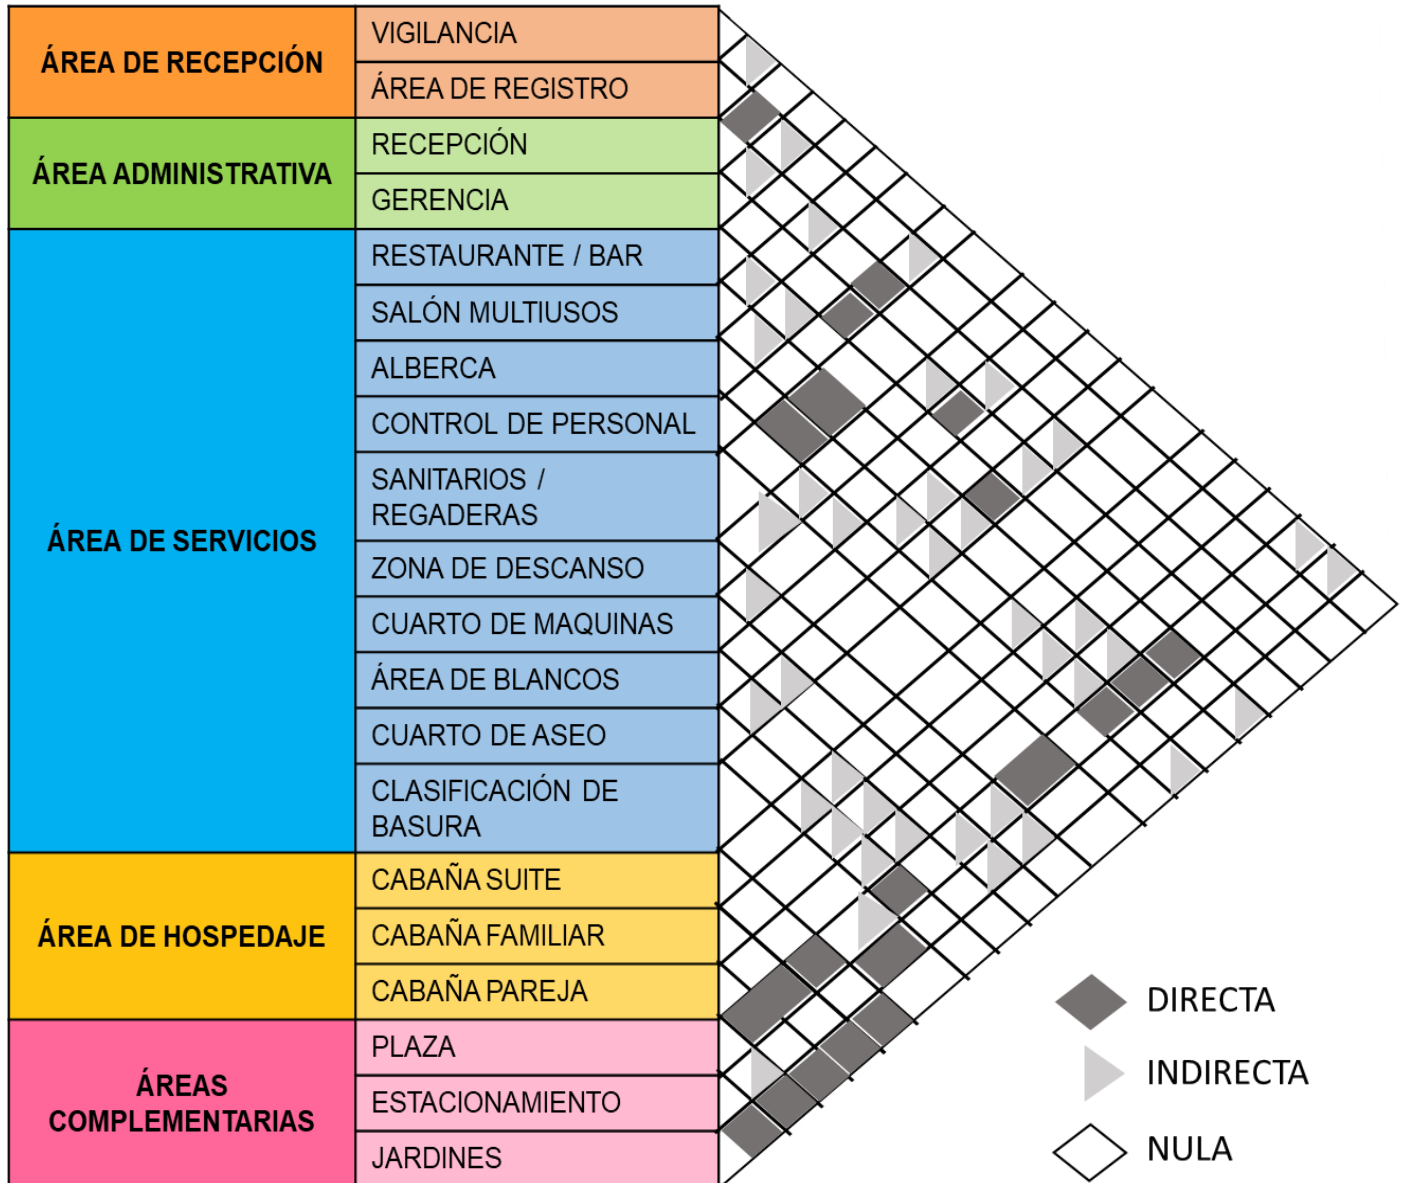 ÁREA DE RECEPCIÓN
VIGILANCIA
ÁREA DE REGISTRO
ÁREA ADMINISTRATIVA
RECEPCIÓN
GERENCIA
ÁREA DE SERVICIOS
RESTAURANTE / BAR
SALÓN MULTIUSOS
ALBERCA
CONTROL DE PERSONAL
SANITARIOS /
REGADERAS
ZONA DE DESCANSO
CUARTO DE MAQUINAS
ÁREA DE BLANCOS
CUARTO DE ASEO
CLASIFICACIÓN DE
BASURA
ÁREA DE HOSPEDAJE
CABAÑA SUITE
CABAÑA FAMILIAR
CABAÑA PAREJA
ÁREAS
COMPLEMENTARIAS
PLAZA
ESTACIONAMIENTO
JARDINES
DIRECTA
INDIRECTA
NULA